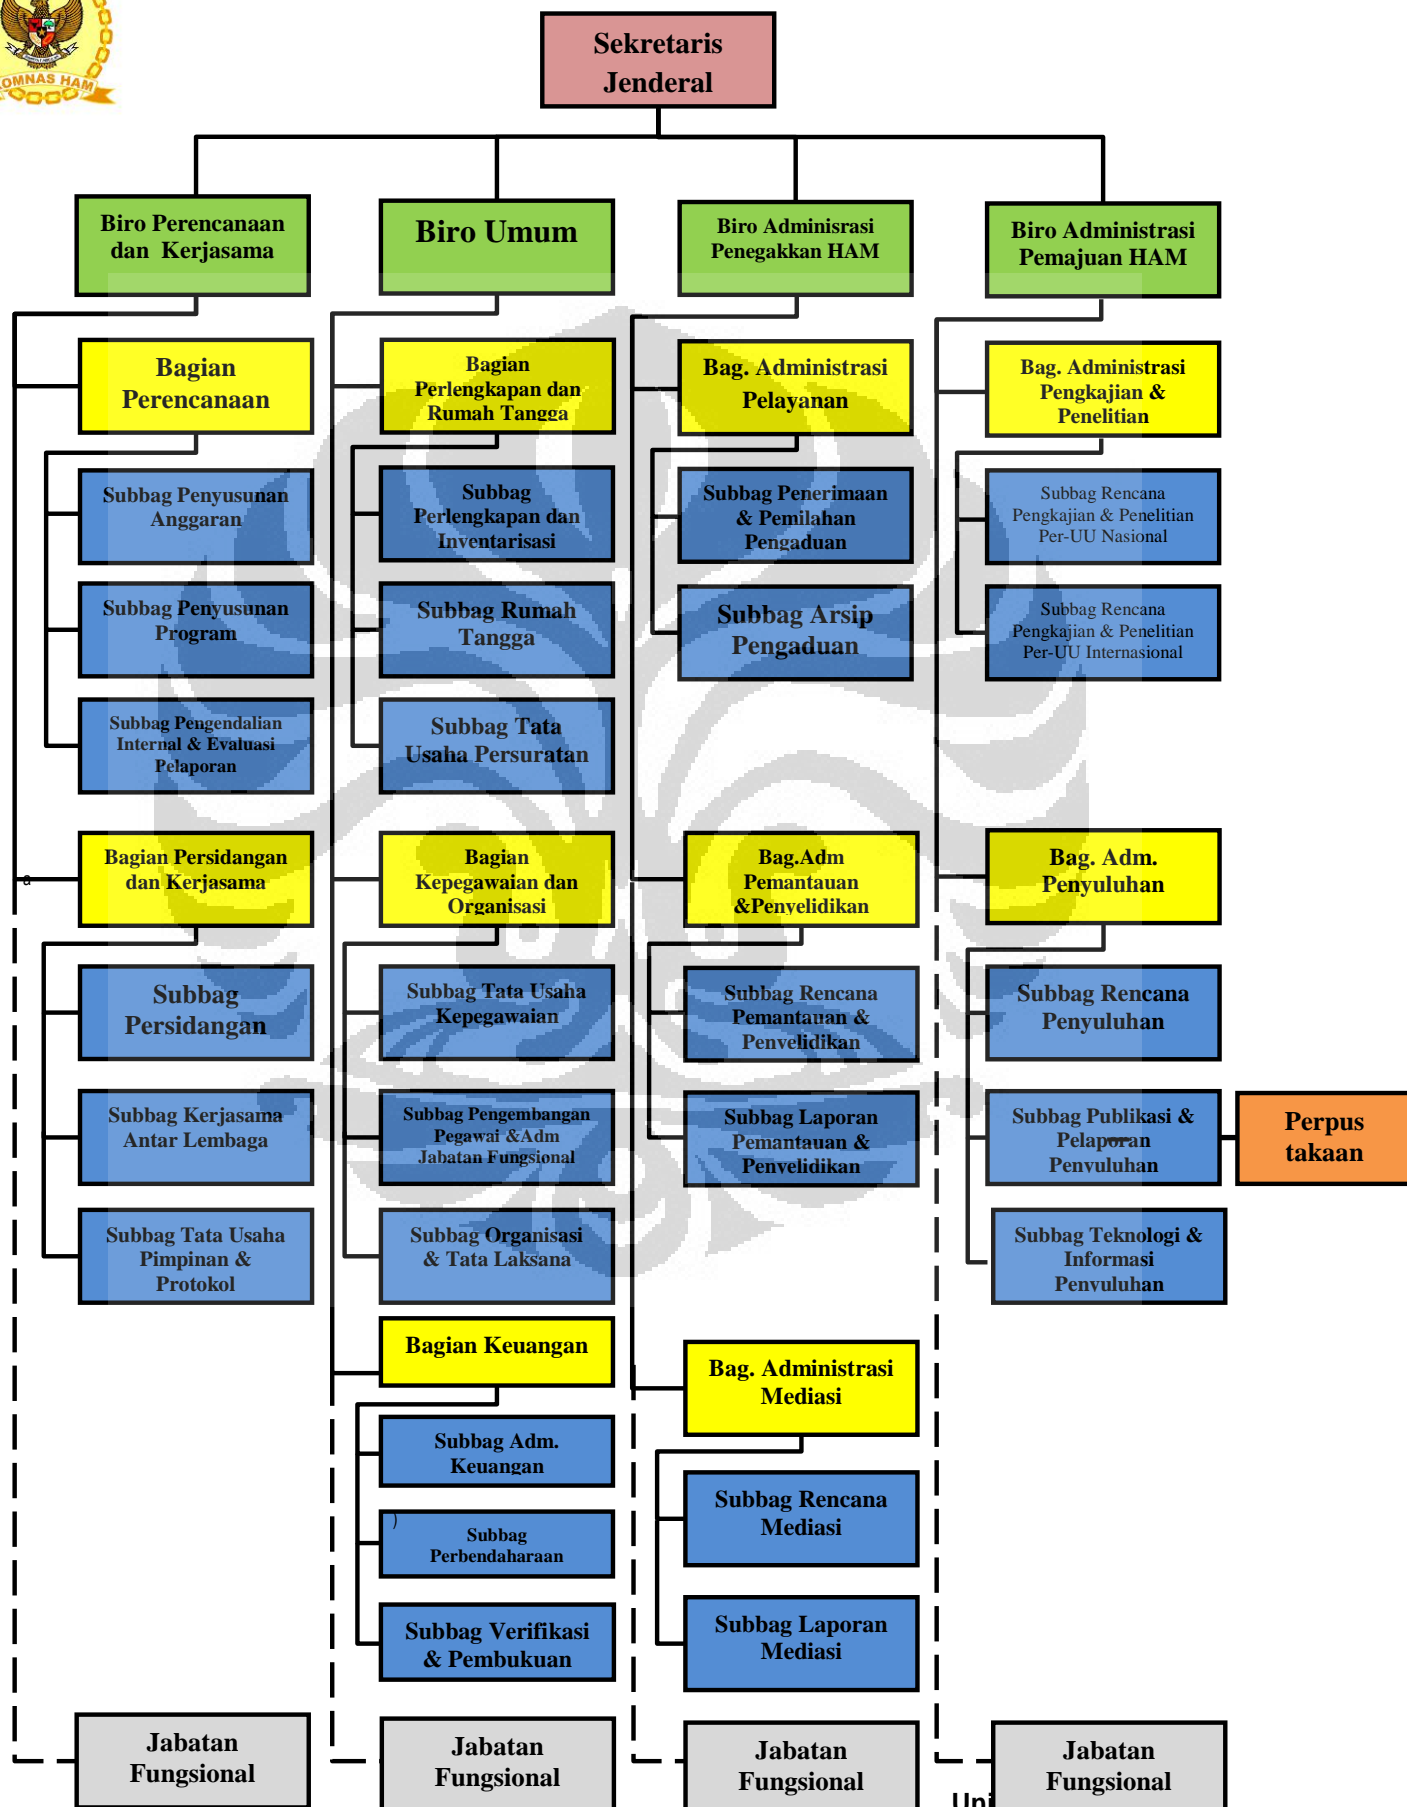 OMNAS HAM
Sekretaris
Jenderal
Biro Perencanaan
dan Kerjasama
Biro Umum
Biro Adminisrasi
Penegakkan HAM
Biro Administrasi
Pemajuan HAM
Bagian
Perencanaan
Bagian
Perlengkapan dan
Rumah Tangga
Bag. Administrasi
Pelayanan
Bag. Administrasi
Pengkajian &
Penelitian
Subbag Penyusunan
Anggaran
Subbag
Perlengkapan dan
Inventarisasi
Subbag Penerimaan
& Pemilahan
Pengaduan
Subbag Rencana
Pengkajian & Penelitian
Per-UU Nasional
Subbag Penyusunan
Program
Subbag Rumah
Tangga
Subbag Arsip
Pengaduan
Subbag Rencana
Pengkajian & Penelitian
Per-UU Internasional
Subbag Pengendalian
Internal & Evaluasi
Pelaporan
Subbag Tata
Usaha Persuratan
a
Bagian Persidangan
dan Kerjasama
Bagian
Kepegawaian dan
Organisasi
Bag.Adm
Pemantauan
&Penyelidikan
Bag. Adm.
Penyuluhan
Subbag
Persidangan
Subbag Tata Usaha
Kepegawaian
Subbag Rencana
Pemantauan &
Penyelidikan
Subbag Rencana
Penyuluhan
Subbag Kerjasama
Antar Lembaga
Subbag Pengembangan
Pegawai &Adm
Jabatan Fungsional
Subbag Laporan
Pemantauan &
Penyelidikan
Subbag Publikasi &
Pelaporan
Penyuluhan
Perpus
takaan
Subbag Tata Usaha
Pimpinan &
Protokol
Subbag Organisasi
& Tata Laksana
Subbag Teknologi &
Informasi
Penyuluhan
Bagian Keuangan
Bag. Administrasi
Mediasi
Subbag Adm.
Keuangan
Subbag Rencana
Mediasi
)
Subbag
Perbendaharaan
Subbag Verifikasi
& Pembukuan
Subbag Laporan
Mediasi
Jabatan
Fungsional
Jabatan
Fungsional
Jabatan
Fungsional
Jabatan
Fungsional
Uni